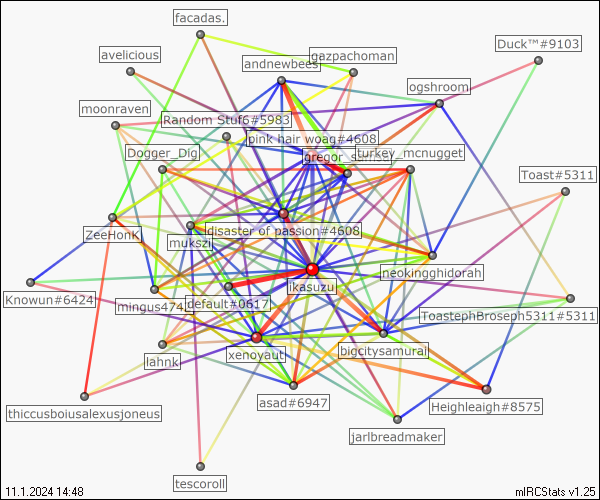 facadas.
Duck™#9103
avelicious
gazpachoman
andnewbees
ogshroom
moonraven
Random Stuf6#5983
pink hair woag#4608
Dogger_Dig
turkey_mcnugget
Toast#5311
ZeeHonK
disaster of passion#4608
mukszi
neokingghidorah
ikasuzu
Knowun#6424
default#0617
ToastephBroseph5311#5311
lahnk
xenoyaut
bigcitysamurai
thiccusboiusalexusjoneus
asad#6947
Heighleaigh#8575
jarlbreadmaker
tescoroll
11.1.2024 14:48
mIRCStats v1.25